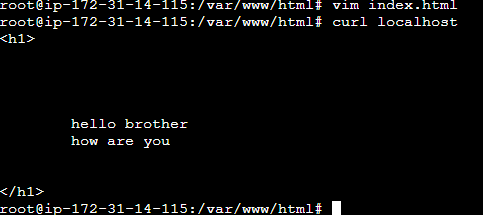 root@ip-172-31-14-115:/var/www/html# vim index.html
root@ip-172-31-14-115:/var/www/html# curl localhost
<h1>
hello brother
how are you
</h1>
root@ip-172-31-14-115:/var/www/html#